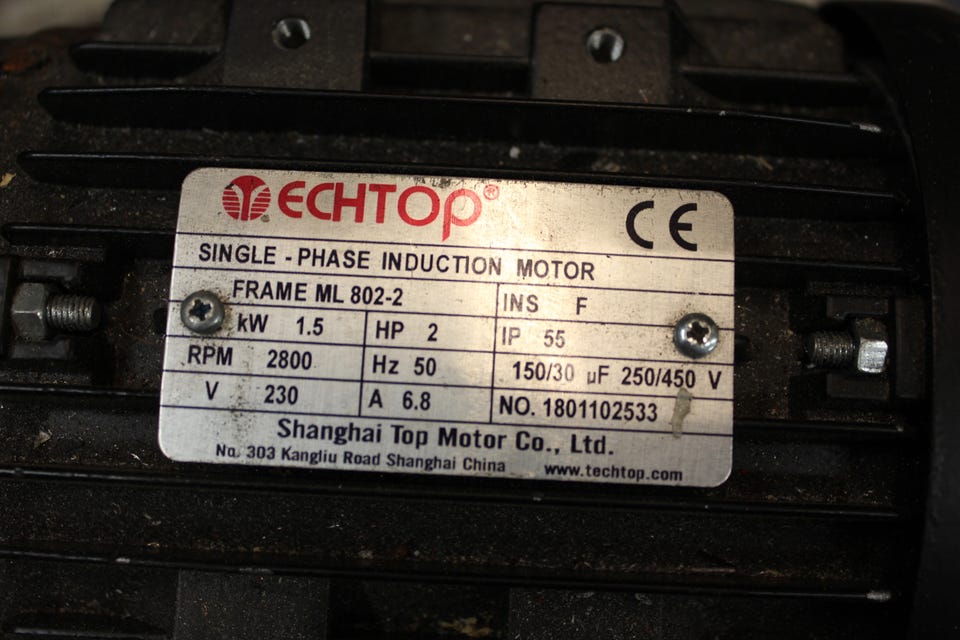 TECHTOP® CE
SINGLE - PHASE INDUCTION MOTOR
FRAME ML 802-2 INS F
kW 1.5 HP 2 IP 55
RPM 2800 Hz 50 150/30 µF 250/450 V
V 230 A 6.8 NO. 1801102533
Shanghai Top Motor Co., Ltd.
No. 303 Kangliu Road Shanghai China www.techtop.com